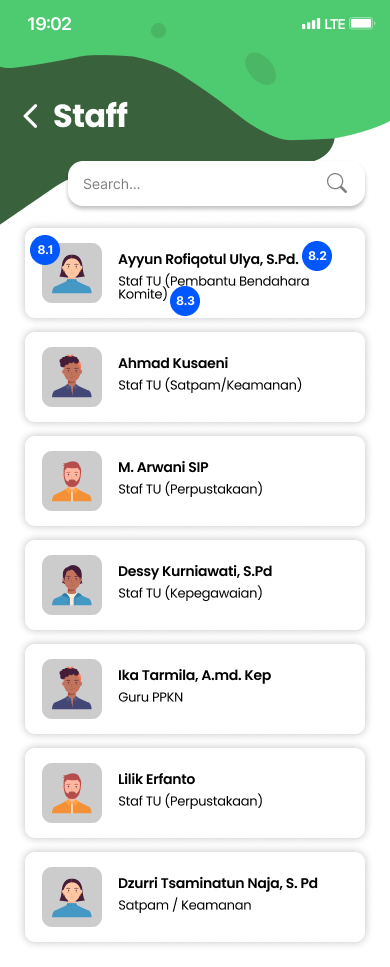 19:02 LTE
Staff
Search...
8.1
Ayyun Rofiqotul Ulya, S.Pd.
8.2
Staf TU (Pembantu Bendahara
Komite)
8.3
Ahmad Kusaeni
Staf TU (Satpam/Keamanan)
M. Arwani SIP
Staf TU (Perpustakaan)
Dessy Kurniawati, S.Pd
Staf TU (Kepegawaian)
Ika Tarmila, A.md. Kep
Guru PPKN
Lilik Erfanto
Staf TU (Perpustakaan)
Dzurri Tsaminatun Naja, S. Pd
Satpam / Keamanan